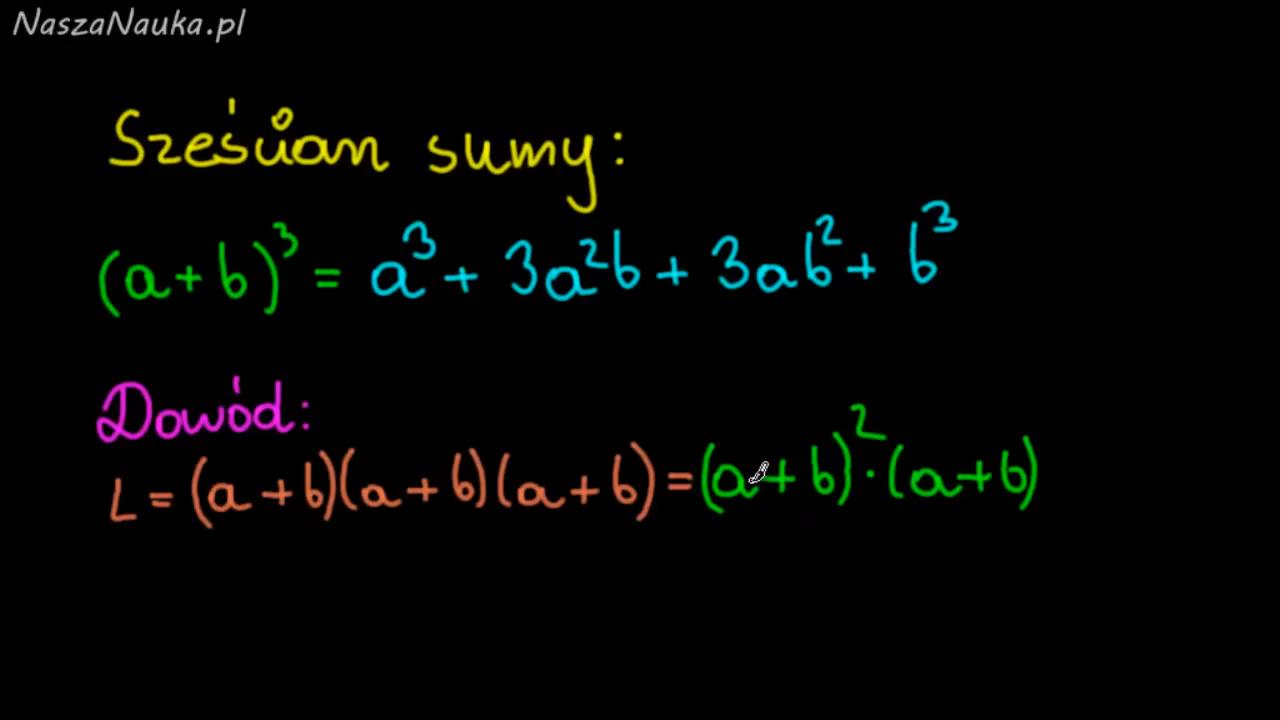 NaszaNauka.pl
Sześcian sumy:
(a+b)³ = a³ + 3a²b + 3ab² + b³
Dowód:
L = (a+b)(a+b)(a+b) = (a+b)² · (a+b)